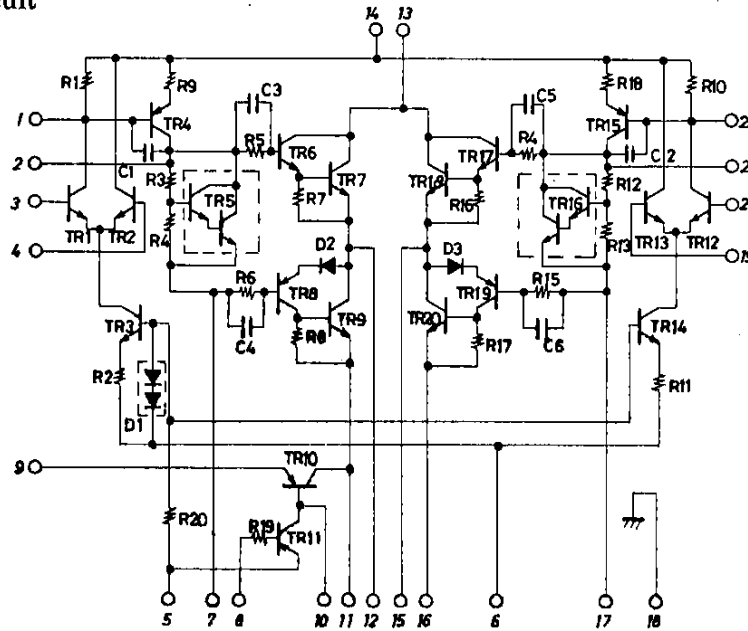 uit
14 13
R1 R9 C3 C5 R18 R10
1 TR4 R5 TR6 TR17 R4 TR15 2
2 C1 R3 TR7 TR18 C 2 2
R7 R16 R12
3 TR5 TR16 2
TR1 TR2 R4 R13 TR13 TR12
4 D2 D3 19
R6 TR8 TR19 R15
TR3 C4 R8 TR9 TR20 R17 C6 TR14
R2 R11
D1
9 TR10
R20 R19 TR11
5 7 8 10 11 12 15 16 6 17 18